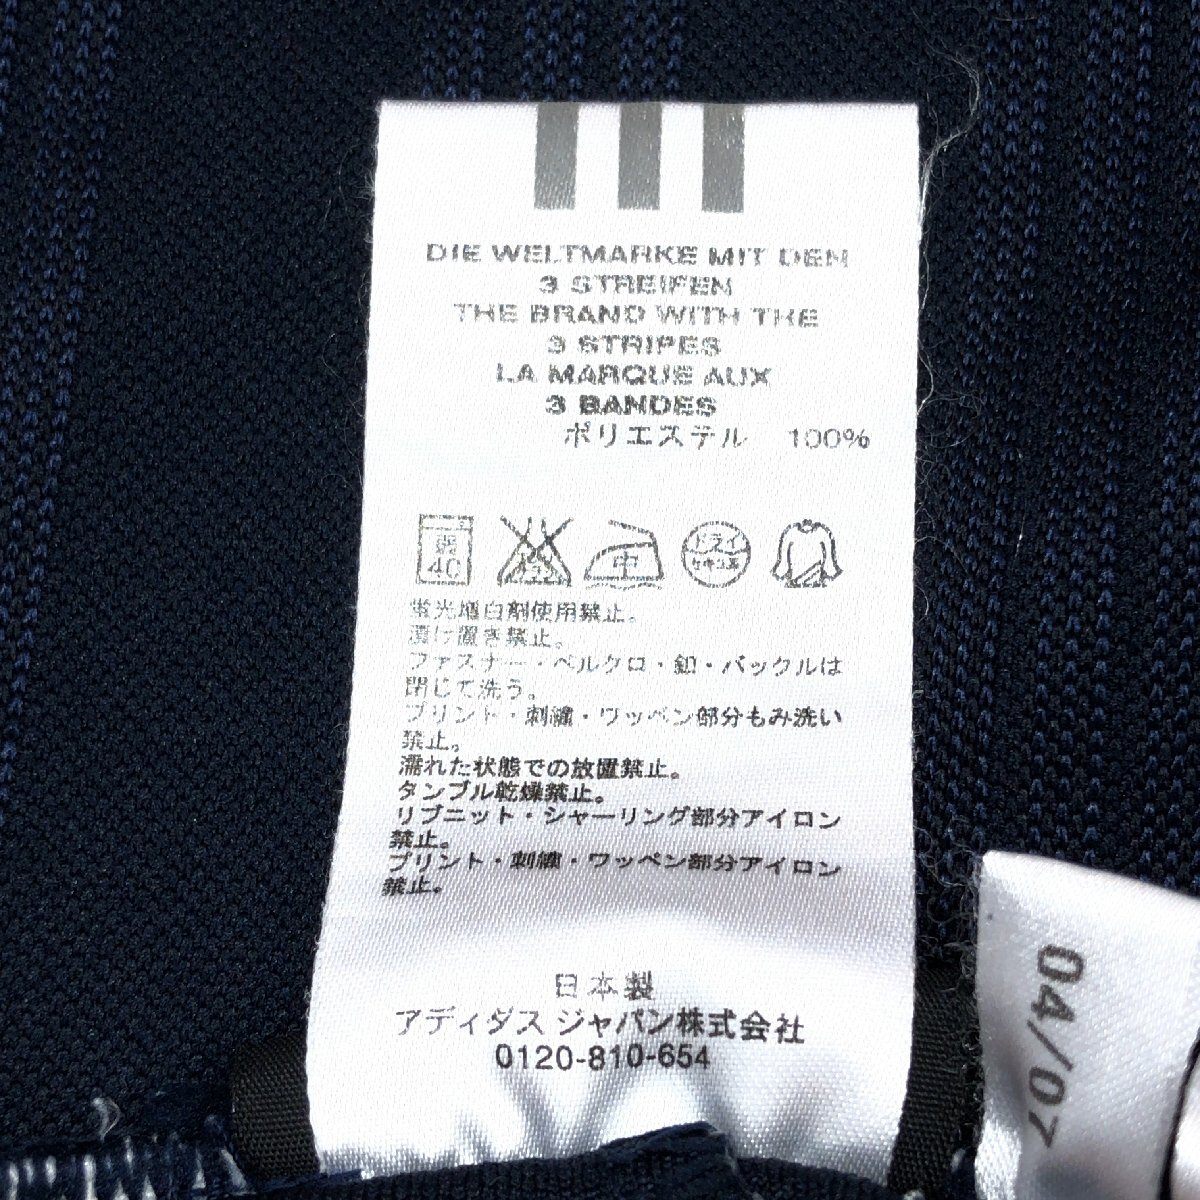 DIE WELTMARKE MIT DEN
3 STREIFEN
THE BRAND WITH THE
3 STRIPES
LA MARQUE AUX
3 BANDES
ポリエステル 100%
弱
40
エンソ
サラシ
中
ドライ
セキユ系
蛍光増白剤使用禁止。
漬け置き禁止。
ファスナー・ベルクロ・釦・バックルは
閉じて洗う。
プリント・刺繍・ワッペン部分もみ洗い
禁止。
濡れた状態での放置禁止。
タンブル乾燥禁止。
リブニット・シャーリング部分アイロン
禁止。
プリント・刺繍・ワッペン部分アイロン
禁止。
日本製
アディダス ジャパン株式会社
0120-810-654
04/07